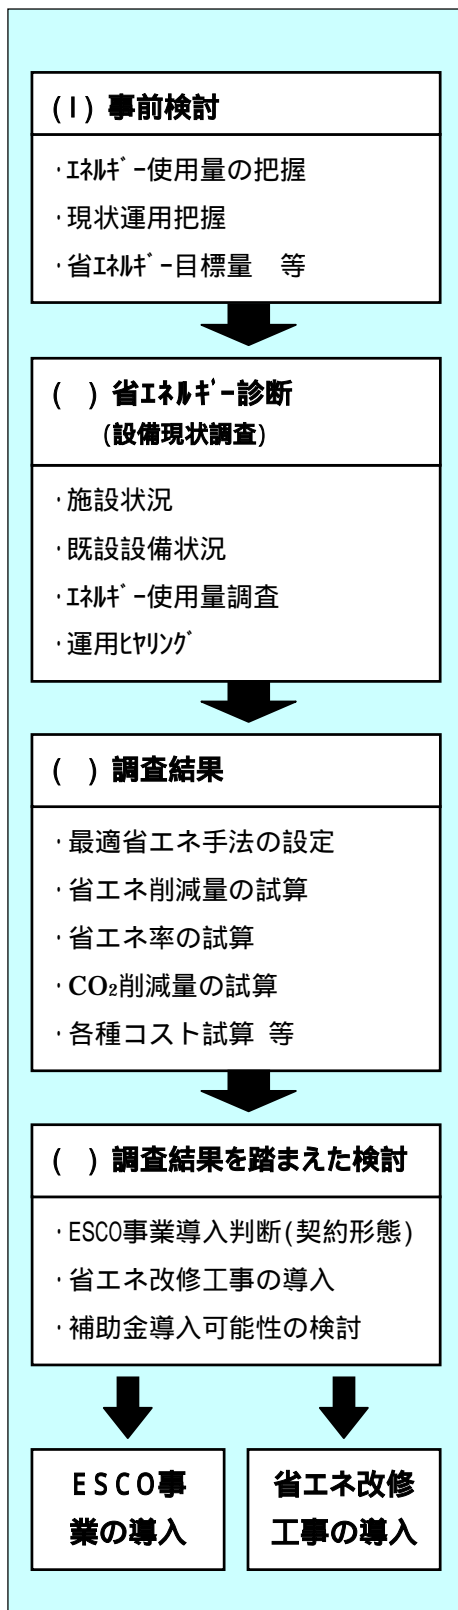 (1) 事前検討
･ｴﾈﾙｷﾞｰ使用量の把握
･現状運用把握
･省ｴﾈﾙｷﾞｰ目標量　等
(　) 省ｴﾈﾙｷﾞｰ診断
(設備現状調査)
･施設状況
･既設設備状況
･ｴﾈﾙｷﾞｰ使用量調査
･運用ﾋﾔﾘﾝｸﾞ
(　) 調査結果
･最適省エネ手法の設定
･省エネ削減量の試算
･省エネ率の試算
･CO₂削減量の試算
･各種コスト試算 等
(　) 調査結果を踏まえた検討
･ESCO事業導入判断(契約形態)
･省エネ改修工事の導入
･補助金導入可能性の検討
ＥＳＣＯ事
業の導入
省エネ改修
工事の導入